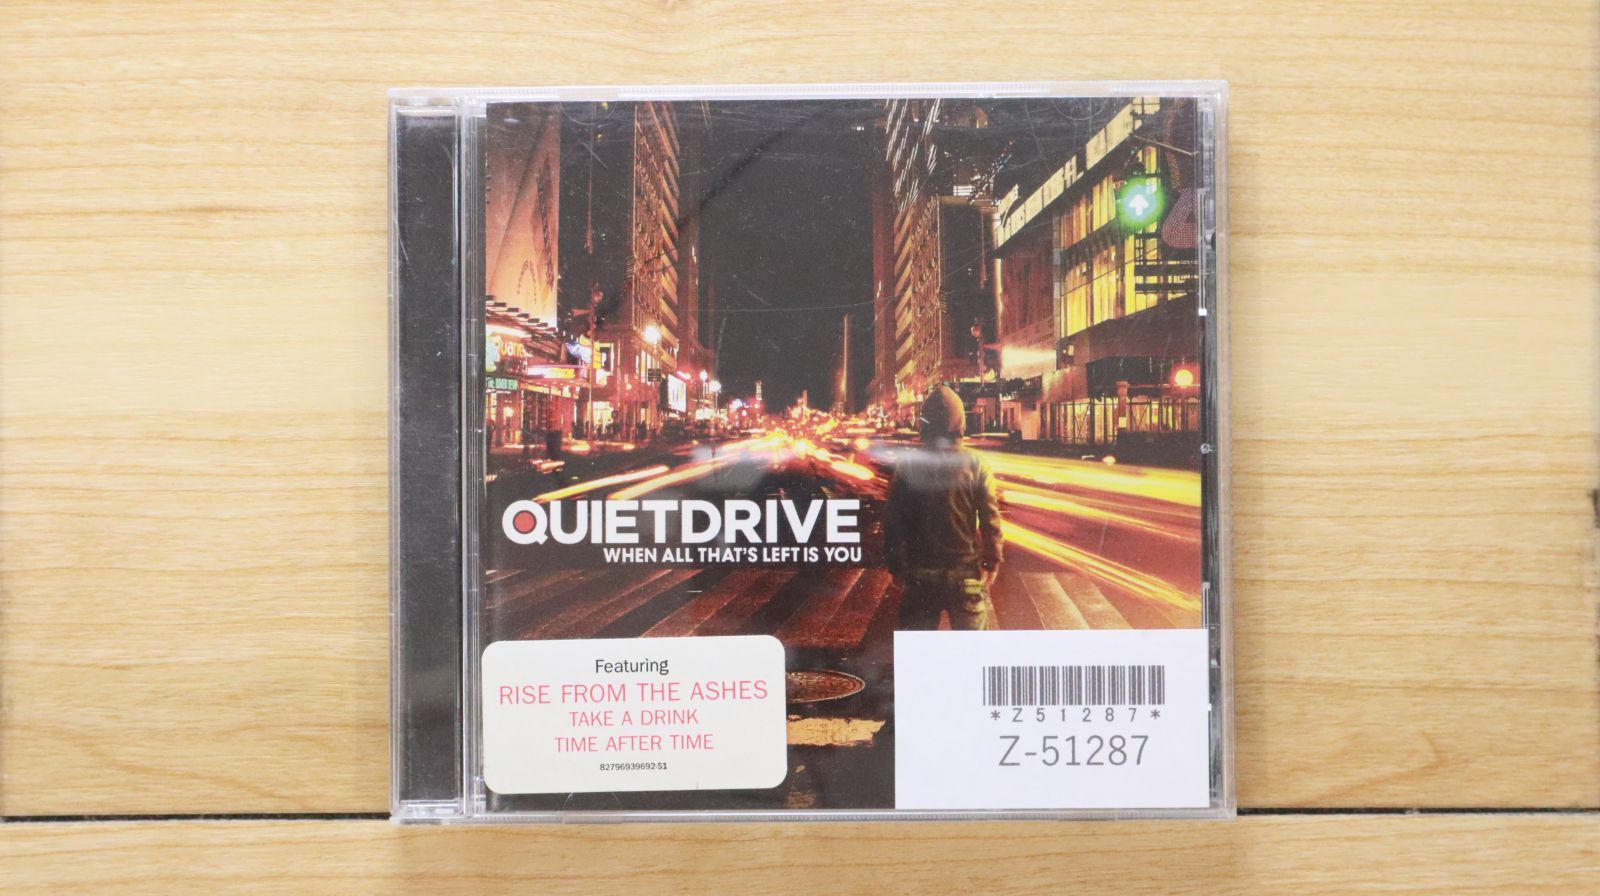 QUIETDRIVE
WHEN ALL THAT'S LEFT IS YOU
Featuring
RISE FROM THE ASHES
TAKE A DRINK
TIME AFTER TIME
82796939692-S1
*Z51287*
Z-51287